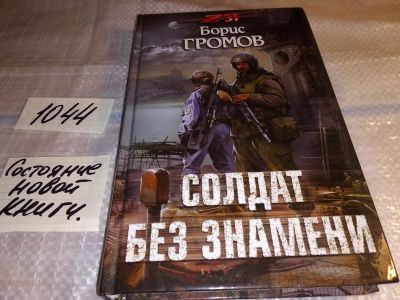 Борис
ГРОМОВ
1044
Состояние
новой
книги.
СОЛДАТ
БЕЗ ЗНАМЕНИ